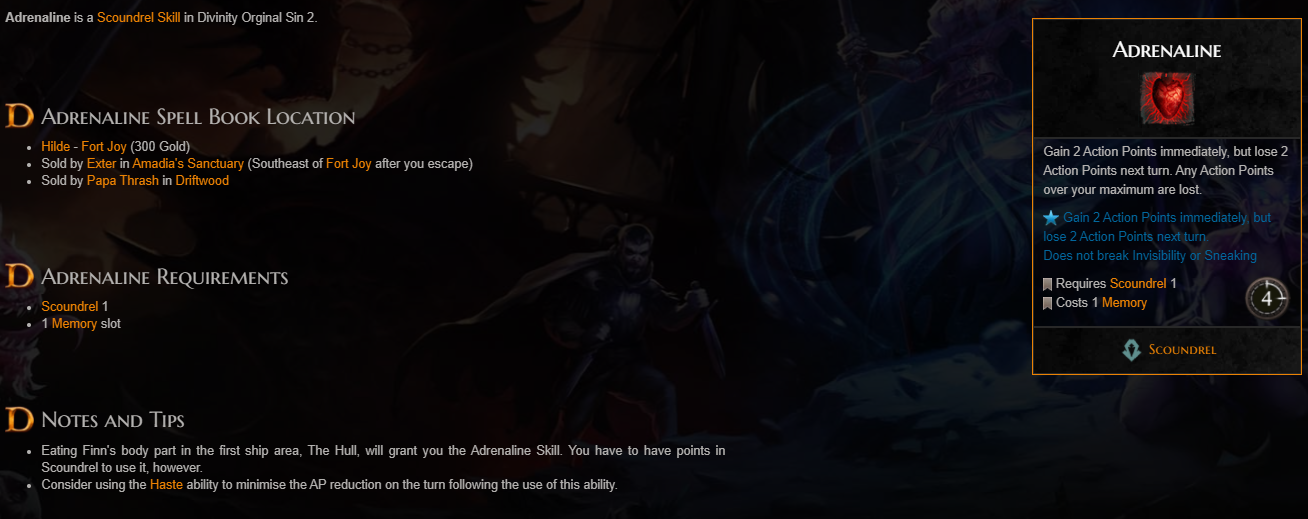 Adrenaline is a Scoundrel Skill in Divinity Orginal Sin 2.
D Adrenaline Spell Book Location
Hilde - Fort Joy (300 Gold)
Sold by Exter in Amadia's Sanctuary (Southeast of Fort Joy after you escape)
Sold by Papa Thrash in Driftwood
D Adrenaline Requirements
Scoundrel 1
1 Memory slot
D Notes and Tips
Eating Finn's body part in the first ship area, The Hull, will grant you the Adrenaline Skill. You have to have points in
Scoundrel to use it, however.
Consider using the Haste ability to minimise the AP reduction on the turn following the use of this ability.
Adrenaline
Gain 2 Action Points immediately, but lose 2
Action Points next turn. Any Action Points
over your maximum are lost.
Gain 2 Action Points immediately, but
lose 2 Action Points next turn.
Does not break Invisibility or Sneaking
Requires Scoundrel 1
Costs 1 Memory
4
Scoundrel